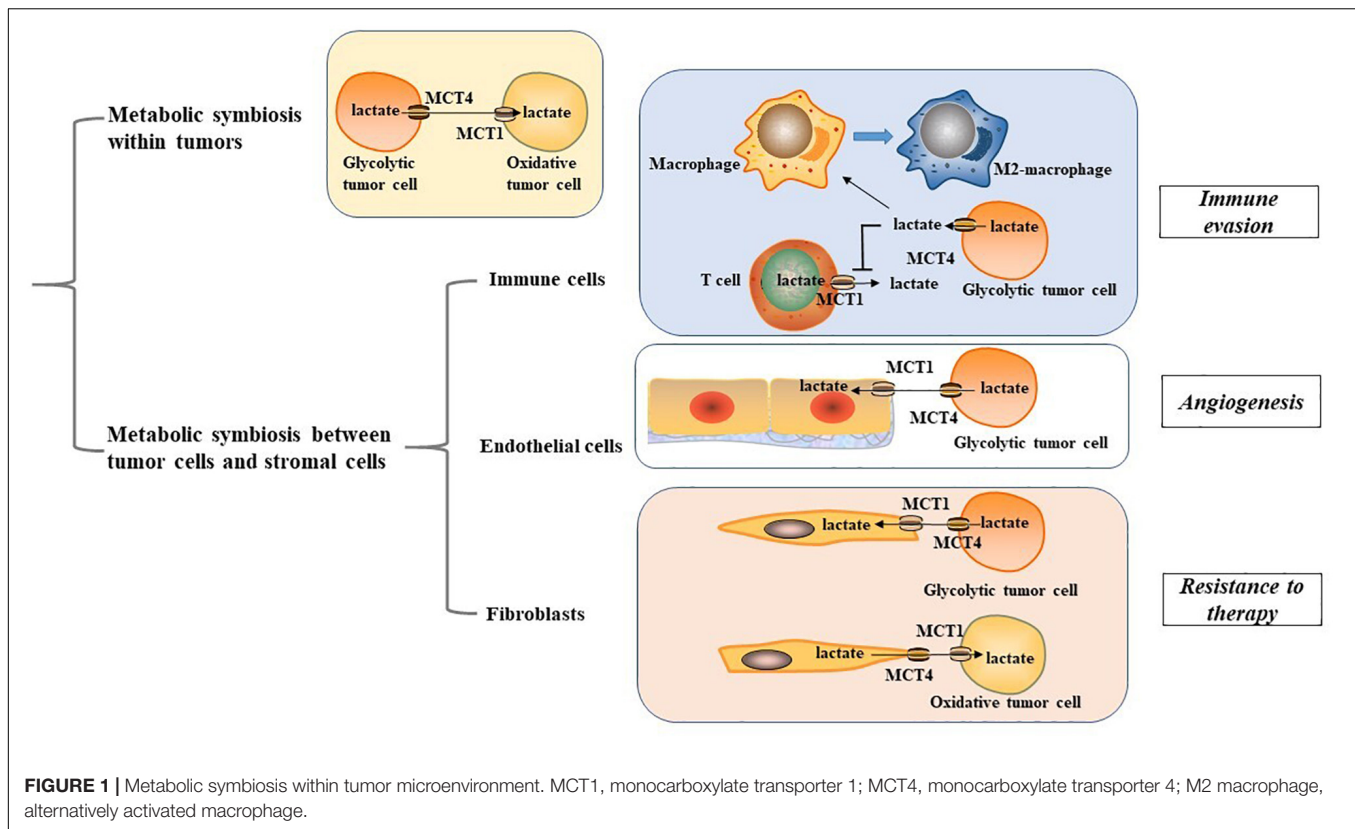 Metabolic symbiosis
within tumors
lactate
MCT4
lactate
MCT1
Glycolytic
tumor cell
Oxidative
tumor cell
Macrophage
M2-macrophage
lactate
lactate
MCT4
T cell
lactate
MCT1
lactate
Glycolytic tumor cell
Immune
evasion
Immune cells
MCT1
lactate
lactate
MCT4
Glycolytic tumor cell
Angiogenesis
Metabolic symbiosis between
tumor cells and stromal cells
Endothelial cells
MCT1
lactate
lactate
MCT4
Glycolytic tumor cell
Fibroblasts
Resistance to
therapy
MCT1
lactate
lactate
MCT4
Oxidative tumor cell
FIGURE 1 | Metabolic symbiosis within tumor microenvironment. MCT1, monocarboxylate transporter 1; MCT4, monocarboxylate transporter 4; M2 macrophage,
alternatively activated macrophage.